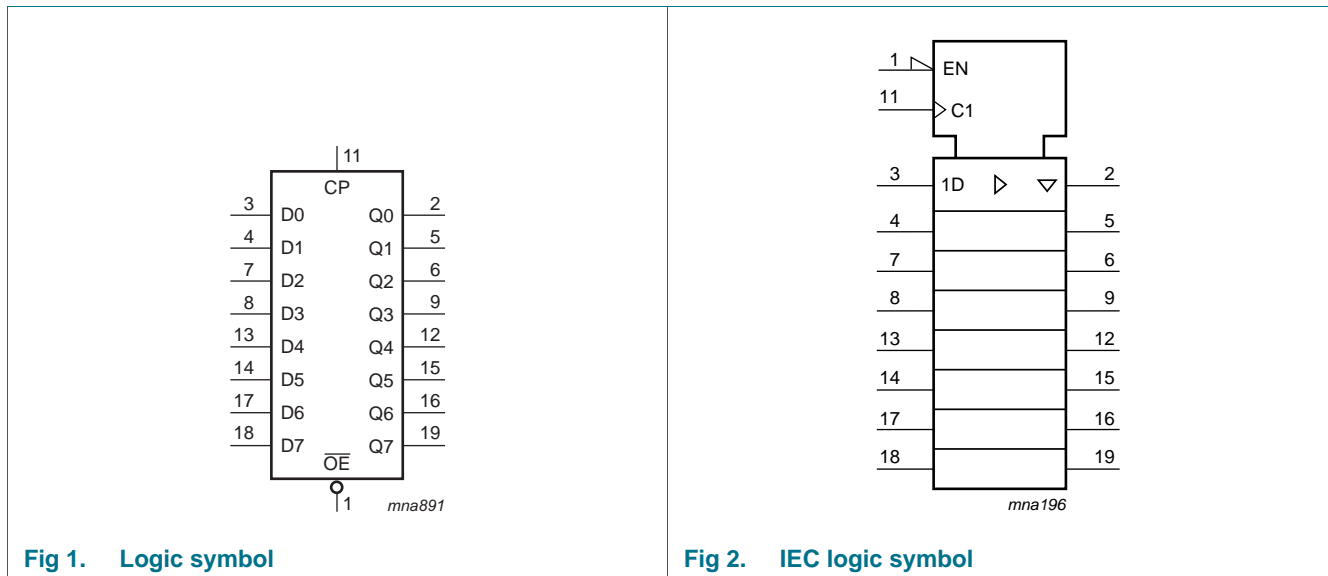 11
CP
3 D0 Q0 2
4 D1 Q1 5
7 D2 Q2 6
8 D3 Q3 9
13 D4 Q4 12
14 D5 Q5 15
17 D6 Q6 16
18 D7 Q7 19
OE
1 mna891
Fig 1. Logic symbol
1 EN
11 C1
3 1D 2
4 5
7 6
8 9
13 12
14 15
17 16
18 19
mna196
Fig 2. IEC logic symbol